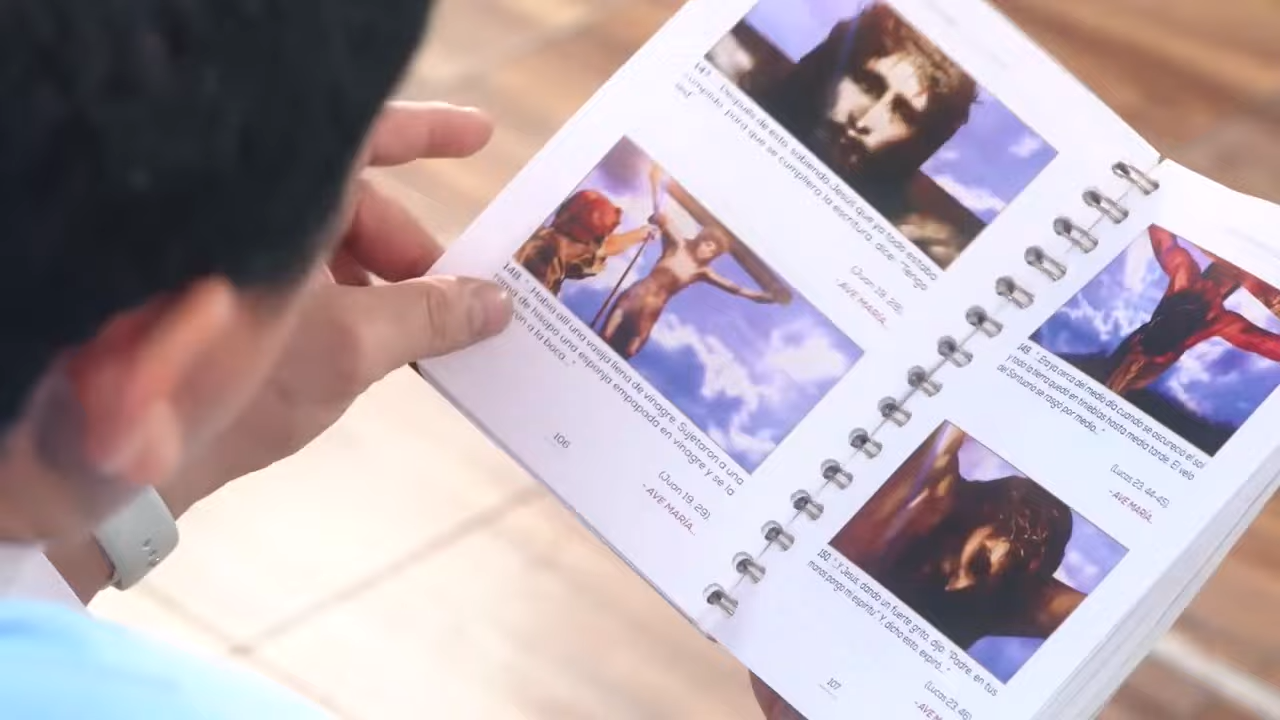 147. "...Después de esto, sabiendo Jesús que ya todo estaba
cumplido, para que se cumpliera la escritura, dice: "Tengo
sed".
(Juan 19, 28).
- AVE MARÍA...
148. "...Había allí una vasija llena de vinagre. Sujetaron a una
rama de hisopo una esponja empapada en vinagre y se la
a la boca..."
(Juan 19, 29).
- AVE MARÍA...
106
149. "...Era ya cerca del medio día cuando se oscureció el sol
y toda la tierra quedó en tinieblas hasta media tarde. El velo
del Santuario se rasgó por medio..."
(Lucas 23, 44-45)
- AVE MARÍA...
150. "...Y Jesús, dando un fuerte grito, dijo: "Padre, en tus
manos pongo mi espíritu" Y, dicho esto, expiró..."
(Lucas 23, 46)
- AVE M
107